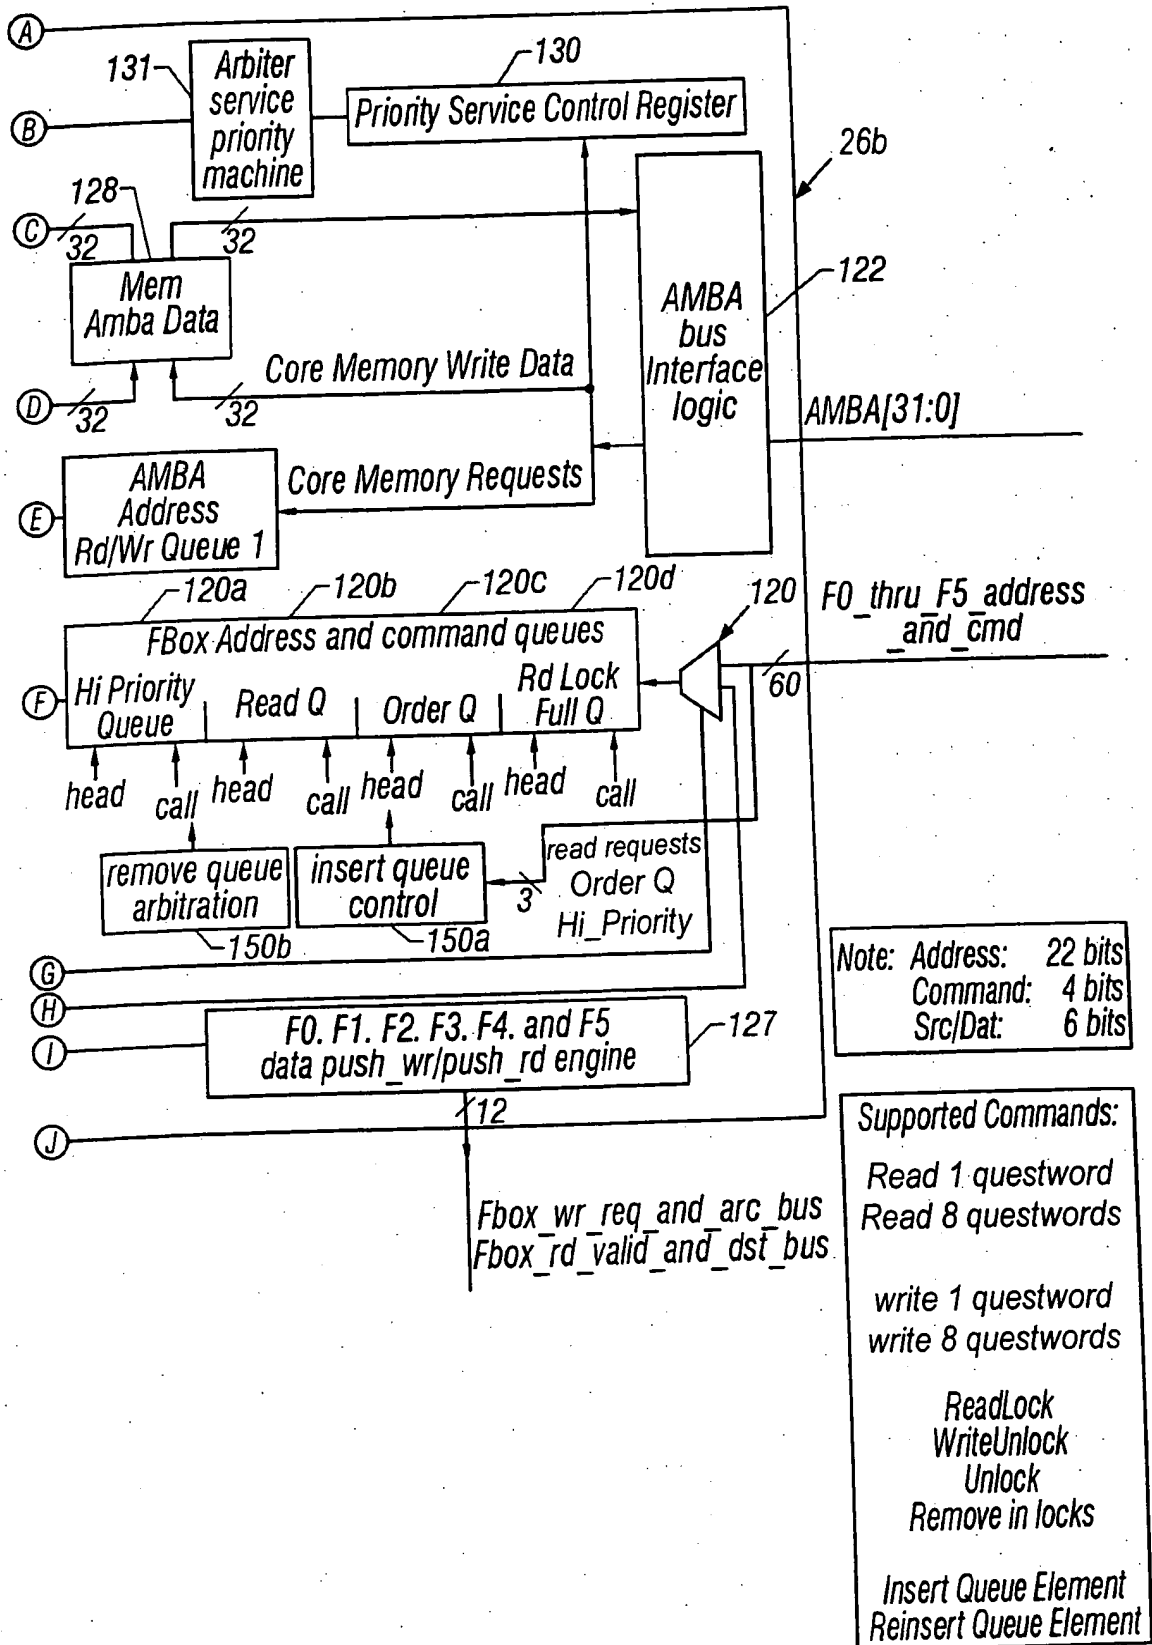 A
131
Arbiter
service
priority
machine
130
Priority Service Control Register
B
26b
128
C
32
32
Mem
Amba Data
AMBA
bus
Interface
logic
122
Core Memory Write Data
D
32
32
AMBA[31:0]
AMBA
Address
Rd/Wr Queue 1
Core Memory Requests
E
120a
120b
120c
120d
120
F0_thru_F5_address
_and_cmd
FBox Address and command queues
60
F
Hi Priority
Queue
Read Q
Order Q
Rd Lock
Full Q
head
call
head
call
head
call
head
call
remove queue
arbitration
insert queue
control
3
read requests
Order Q
Hi_Priority
150b
150a
G
H
Note: Address: 22 bits
Command: 4 bits
Src/Dat: 6 bits
I
F0. F1. F2. F3. F4. and F5
data push_wr/push_rd engine
127
12
J
Fbox_wr_req_and_arc_bus
Fbox_rd_valid_and_dst_bus
Supported Commands:
Read 1 questword
Read 8 questwords
write 1 questword
write 8 questwords
ReadLock
WriteUnlock
Unlock
Remove in locks
Insert Queue Element
Reinsert Queue Element